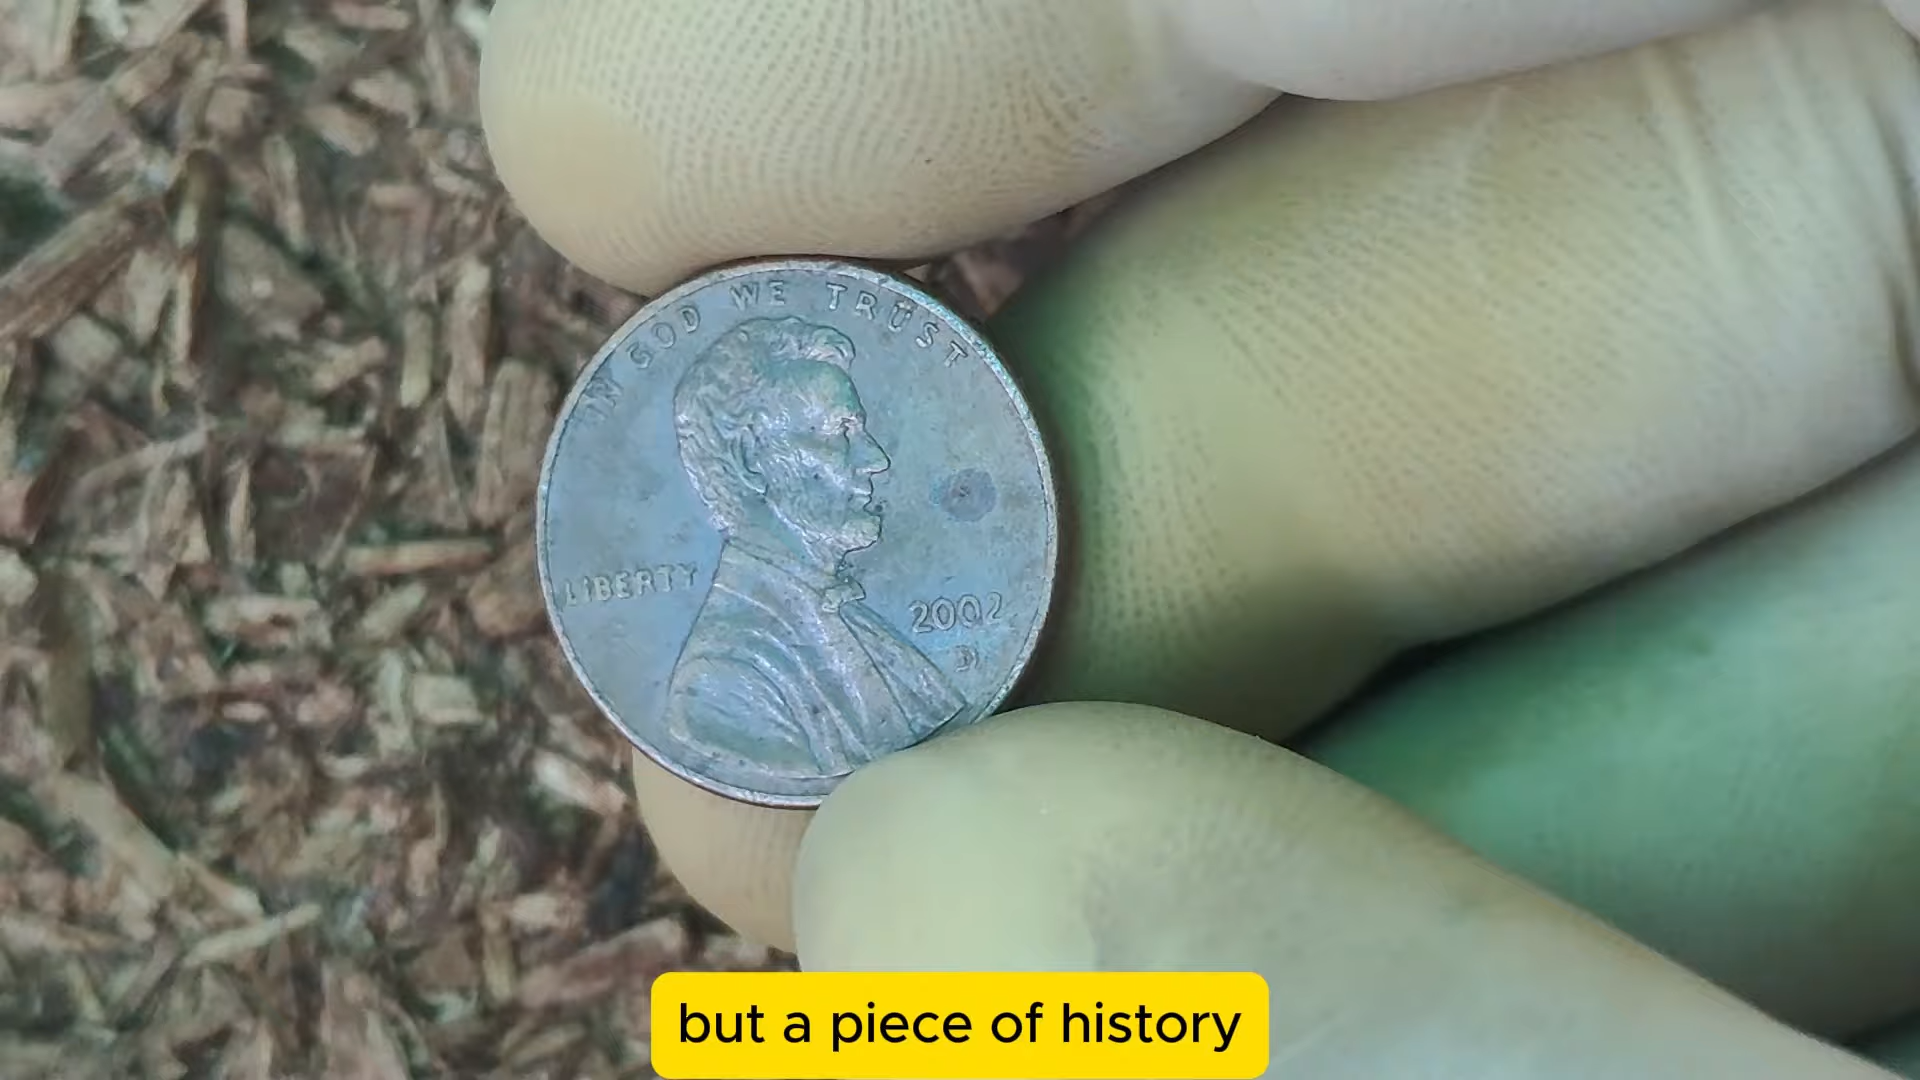 IN GOD WE TRUST
LIBERTY
2002
D
but a piece of history